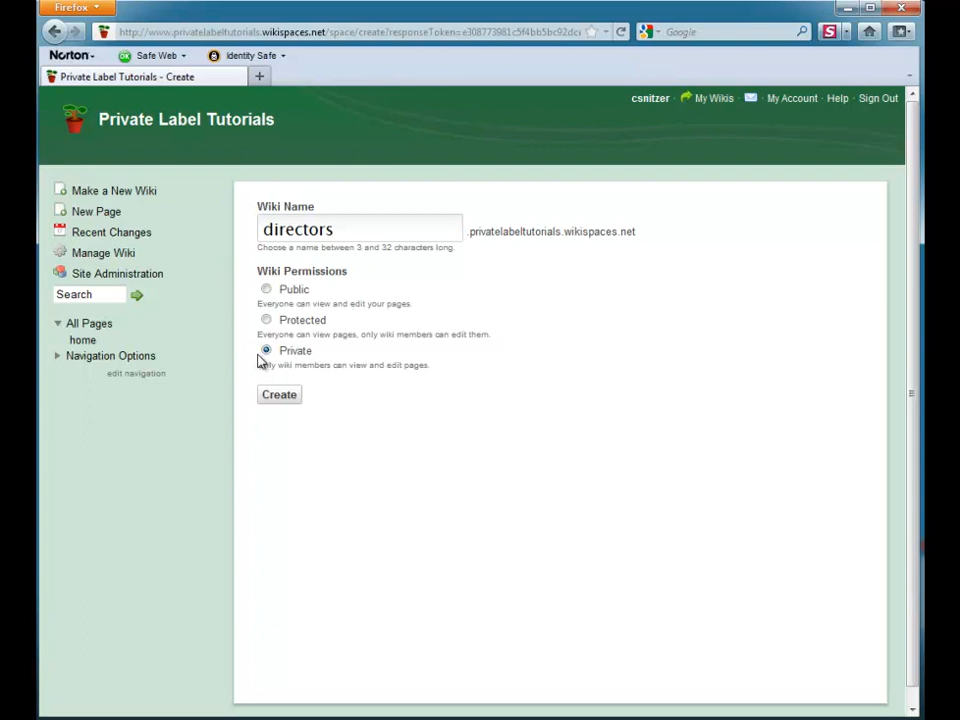 Firefox
http://www.privatelabeltutorials.wikispaces.net/space/create?responseToken=e308773981c5f4bb5bc92dcc
Google
Norton
Safe Web
Identity Safe
Private Label Tutorials - Create
csnitzer
My Wikis
My Account
Help
Sign Out
Private Label Tutorials
Make a New Wiki
New Page
Recent Changes
Manage Wiki
Site Administration
Search
All Pages
home
Navigation Options
edit navigation
Wiki Name
directors .privatelabeltutorials.wikispaces.net
Choose a name between 3 and 32 characters long.
Wiki Permissions
Public
Everyone can view and edit your pages.
Protected
Everyone can view pages, only wiki members can edit them.
Private
Only wiki members can view and edit pages.
Create